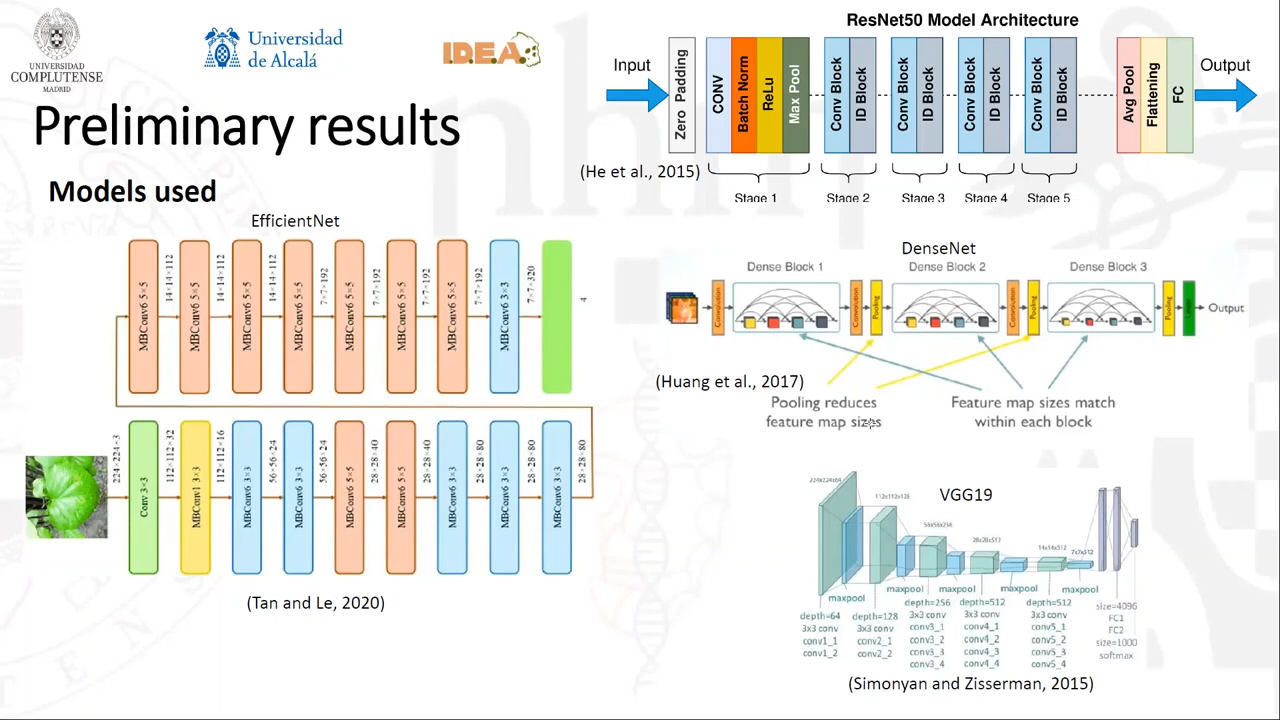 UNIVERSIDAD
COMPLUTENSE
MADRID
Universidad
de Alcalá
I.D.E.A.
Preliminary results
Models used
ResNet50 Model Architecture
Input
Zero Padding
CONV
Batch Norm
ReLu
Max Pool
Conv Block
ID Block
Conv Block
ID Block
Conv Block
ID Block
Conv Block
ID Block
Avg Pool
Flattening
FC
Output
(He et al., 2015)
Stage 1
Stage 2
Stage 3
Stage 4
Stage 5
EfficientNet
MBConv6 5×5
14×14×112
MBConv6 5×5
14×14×112
MBConv6 5×5
14×14×112
MBConv6 5×5
7×7×192
MBConv6 5×5
7×7×192
MBConv6 5×5
7×7×192
MBConv6 5×5
7×7×192
MBConv6 3×3
7×7×320
4
224×224×3
Conv 3×3
112×112×32
MBConv1 3×3
112×112×16
MBConv6 3×3
56×56×24
MBConv6 3×3
56×56×24
MBConv6 5×5
28×28×40
MBConv6 5×5
28×28×40
MBConv6 3×3
28×28×80
MBConv6 3×3
28×28×80
MBConv6 3×3
28×28×80
(Tan and Le, 2020)
DenseNet
Dense Block 1
Dense Block 2
Dense Block 3
Convolution
Convolution
Pooling
Convolution
Pooling
Pooling
Output
(Huang et al., 2017)
Pooling reduces
feature map sizes
Feature map sizes match
within each block
VGG19
224x224x64
112x112x128
56x56x256
28x28x512
14x14x512
7x7x512
maxpool
maxpool
maxpool
maxpool
maxpool
depth=64
3x3 conv
conv1_1
conv1_2
depth=128
3x3 conv
conv2_1
conv2_2
depth=256
3x3 conv
conv3_1
conv3_2
conv3_3
conv3_4
depth=512
3x3 conv
conv4_1
conv4_2
conv4_3
conv4_4
depth=512
3x3 conv
conv5_1
conv5_2
conv5_3
conv5_4
size=4096
FC1
FC2
size=1000
softmax
(Simonyan and Zisserman, 2015)